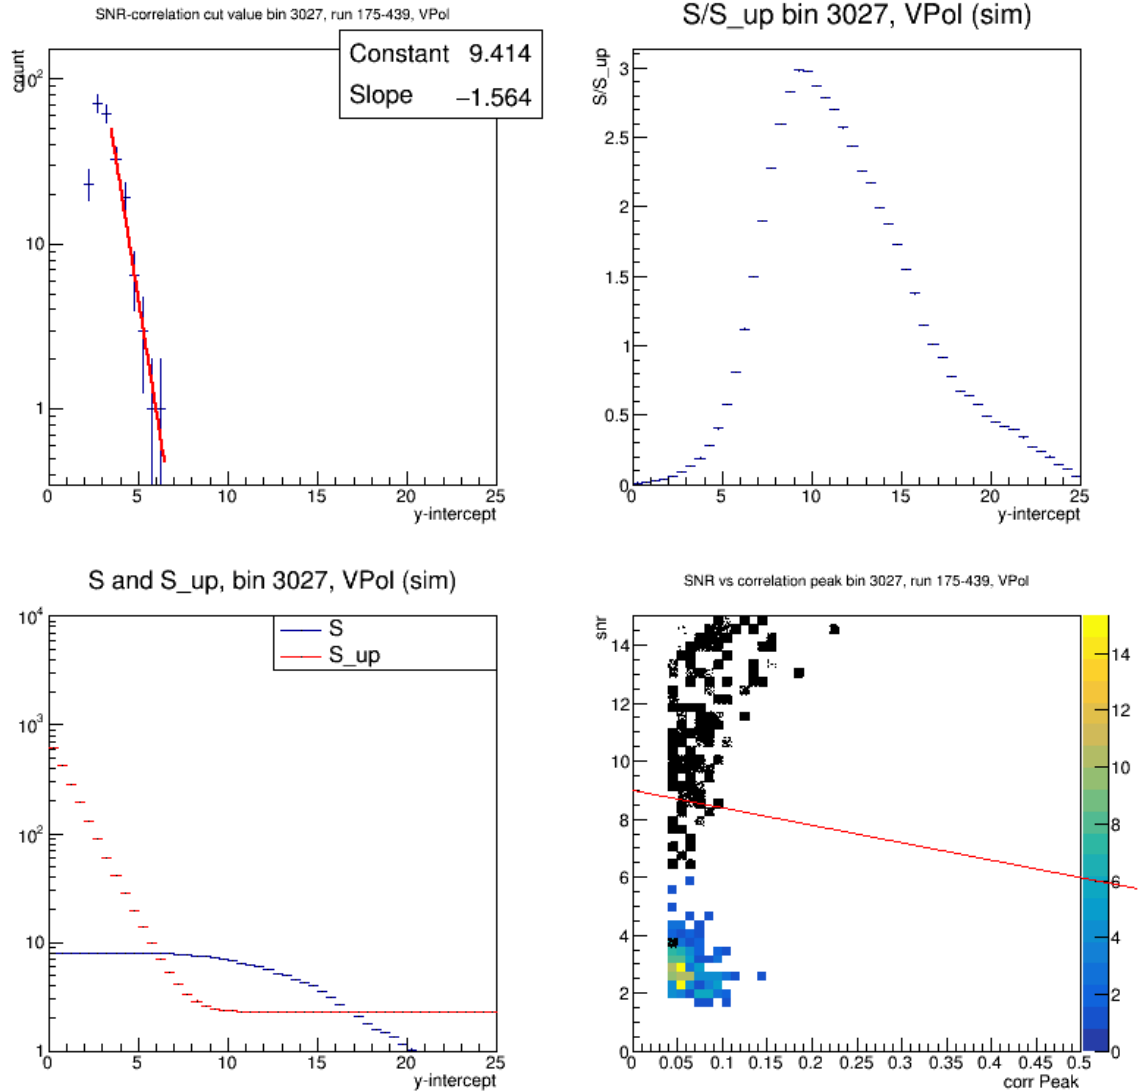 SNR-correlation cut value bin 3027, run 175-439, VPol
count
10²
10
1
Constant 9.414
Slope −1.564
0 5 10 15 20 25
y-intercept
S/S_up bin 3027, VPol (sim)
S/S_up
3
2.5
2
1.5
1
0.5
0
0 5 10 15 20 25
y-intercept
S and S_up, bin 3027, VPol (sim)
S
S_up
10⁴
10³
10²
10
1
0 5 10 15 20 25
y-intercept
SNR vs correlation peak bin 3027, run 175-439, VPol
snr
14
12
10
8
6
4
2
0
0 0.05 0.1 0.15 0.2 0.25 0.3 0.35 0.4 0.45 0.5
corr Peak
14
12
10
8
6
4
2
0